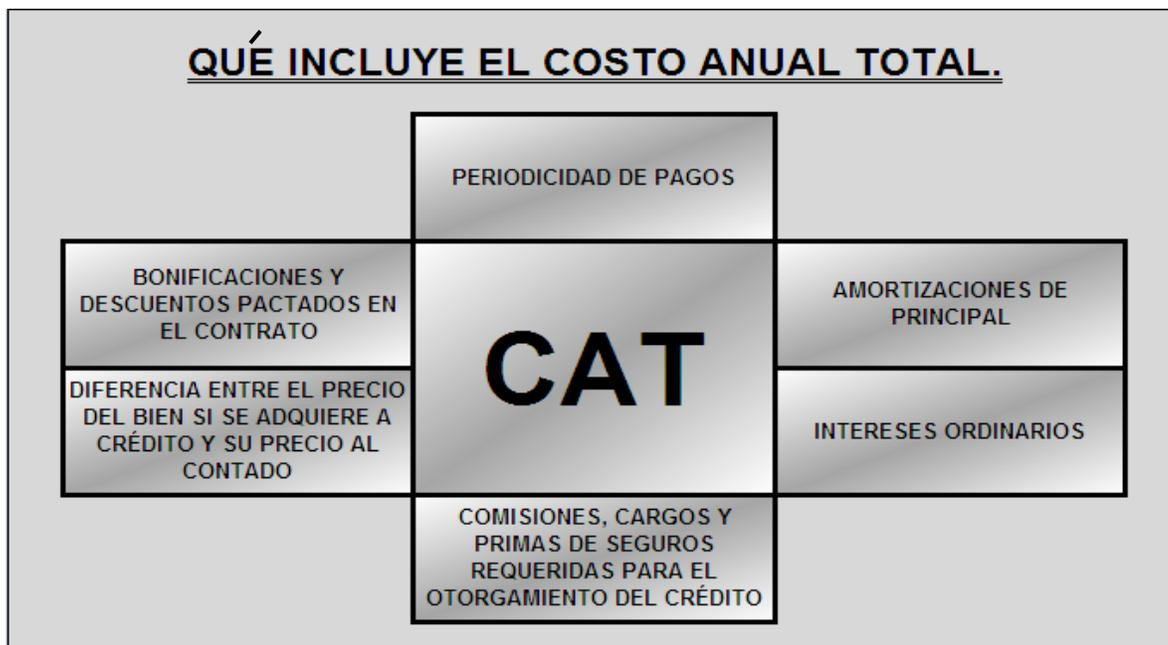 QUÉ INCLUYE EL COSTO ANUAL TOTAL.
PERIODICIDAD DE PAGOS
BONIFICACIONES Y
DESCUENTOS PACTADOS EN
EL CONTRATO
DIFERENCIA ENTRE EL PRECIO
DEL BIEN SI SE ADQUIERE A
CRÉDITO Y SU PRECIO AL
CONTADO
CAT
AMORTIZACIONES DE
PRINCIPAL
INTERESES ORDINARIOS
COMISIONES, CARGOS Y
PRIMAS DE SEGUROS
REQUERIDAS PARA EL
OTORGAMIENTO DEL CRÉDITO